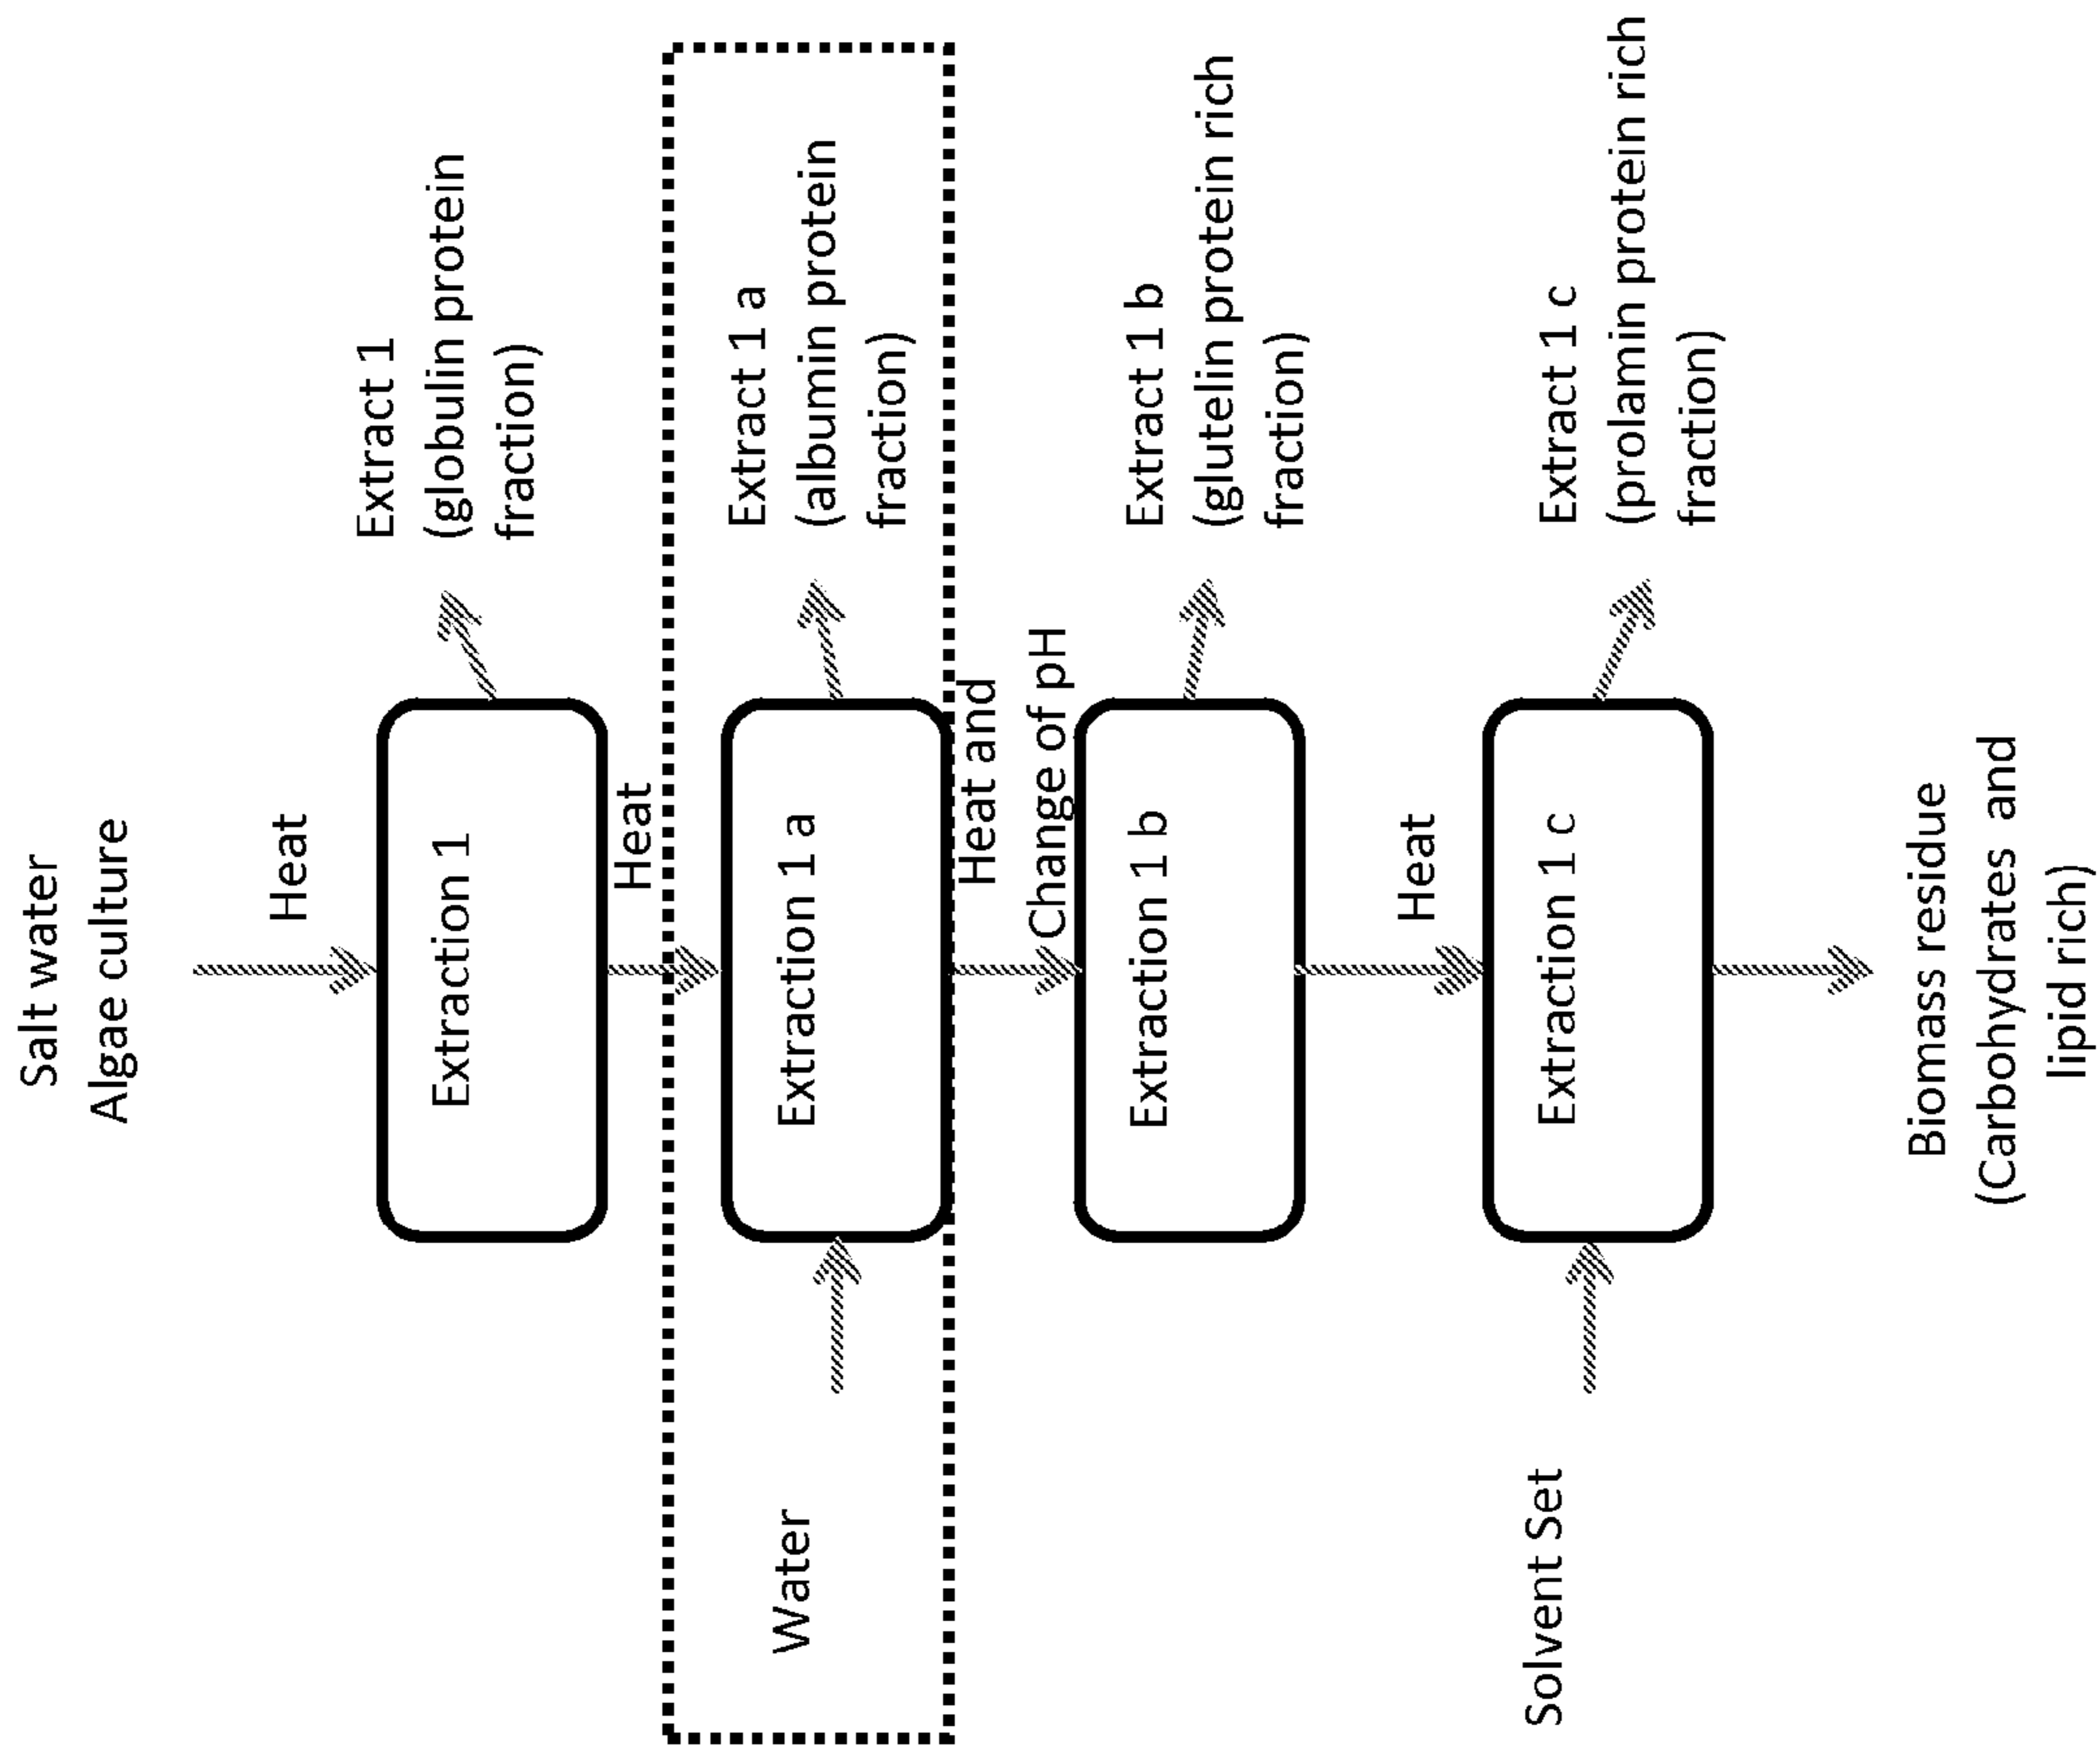 Salt water
Algae culture
Heat
Extraction 1
Extract 1
(globulin protein
fraction)
Heat
Water
Extraction 1 a
Extract 1 a
(albumin protein
fraction)
Heat and
Change of pH
Extraction 1 b
Extract 1 b
(glutelin protein rich
fraction)
Heat
Solvent Set
Extraction 1 c
Extract 1 c
(prolamin protein rich
fraction)
Biomass residue
(Carbohydrates and
lipid rich)